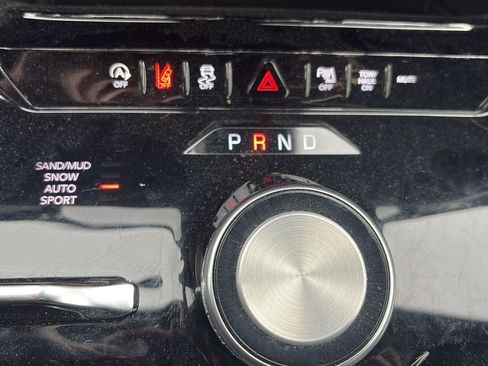 OFF OFF OFF OFF TOW/ HAUL ON MUTE
P R N D
SAND/MUD
SNOW
AUTO
SPORT